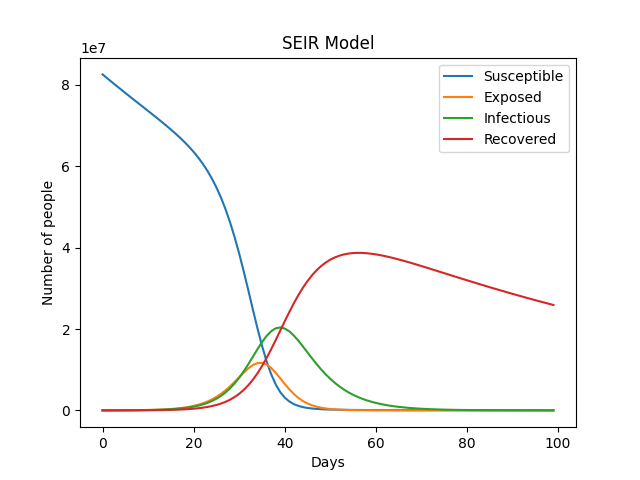 SEIR Model
1e7
8
6
4
2
0
Number of people
0 20 40 60 80 100
Days
Susceptible
Exposed
Infectious
Recovered